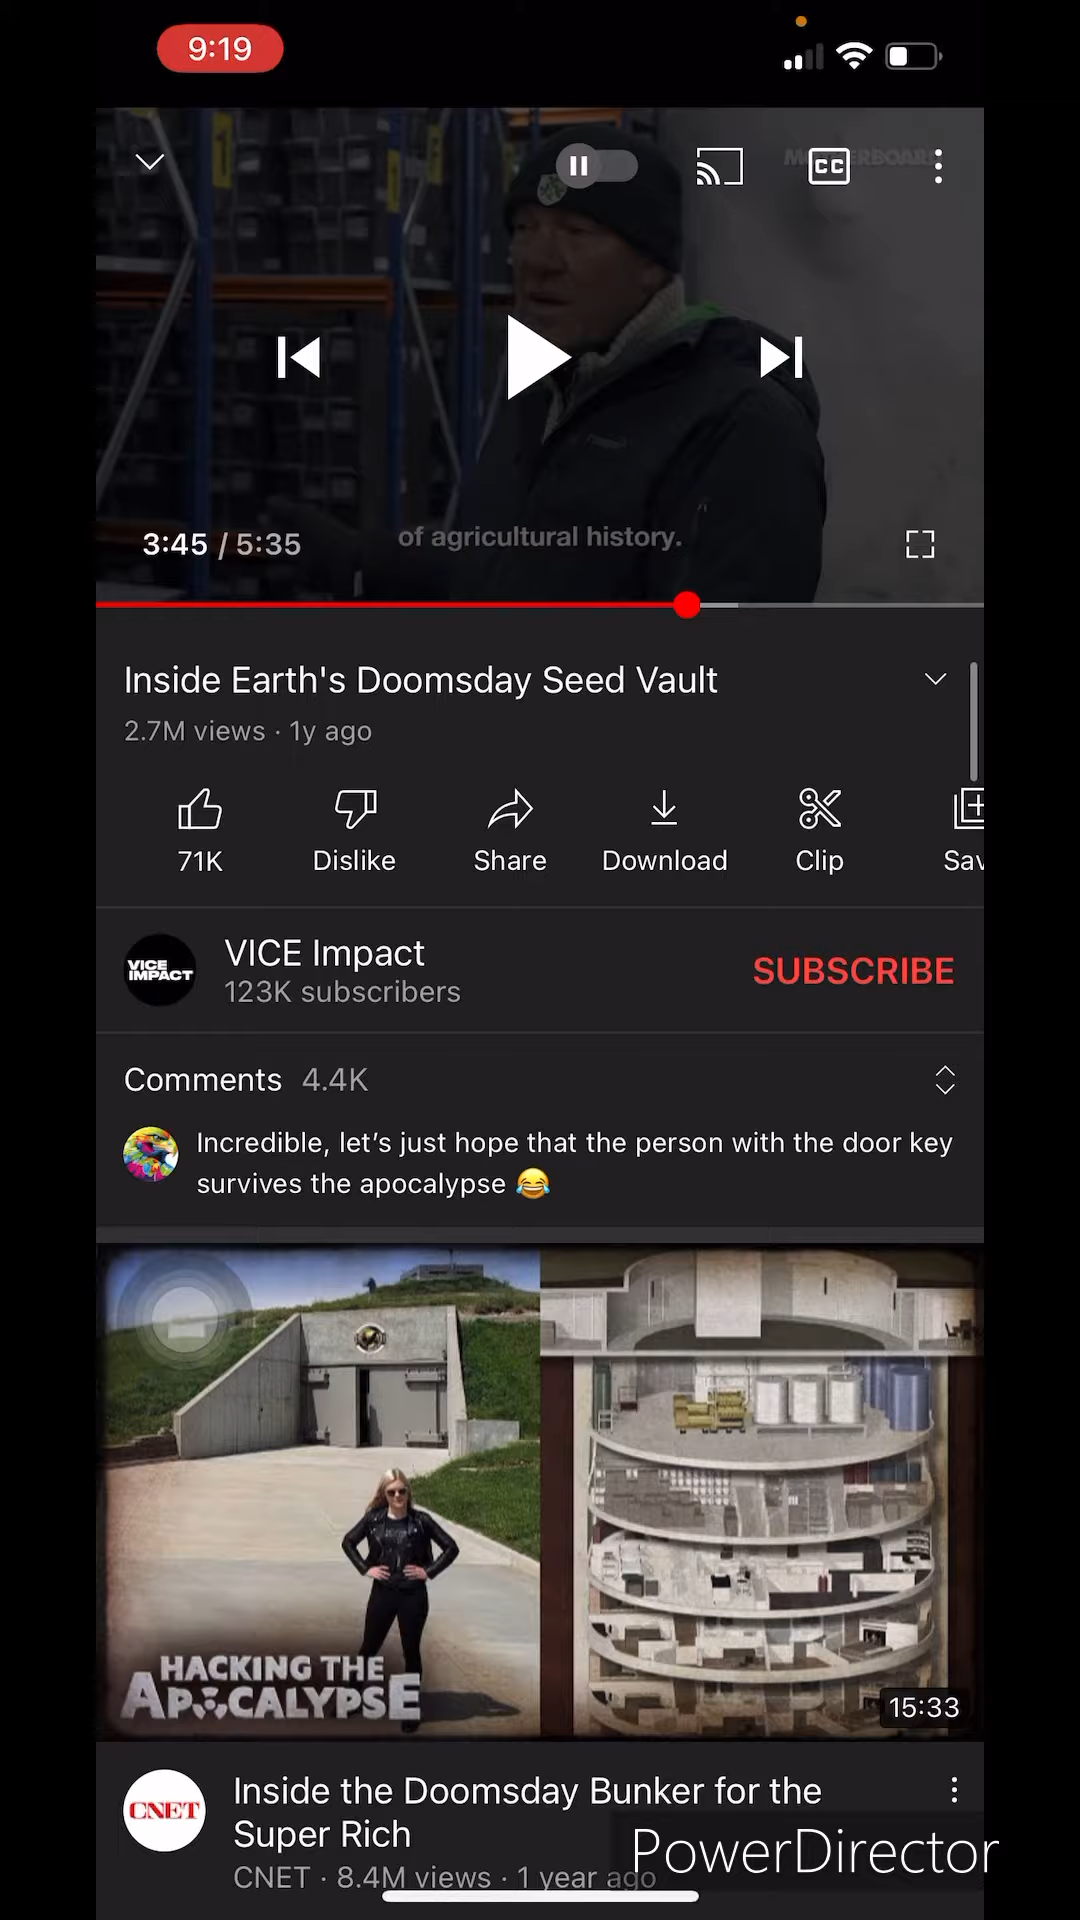 9:19
MOTHERBOARD
CC
of agricultural history.
3:45 / 5:35
Inside Earth's Doomsday Seed Vault
2.7M views · 1y ago
71K
Dislike
Share
Download
Clip
Sav
VICE IMPACT
VICE Impact
123K subscribers
SUBSCRIBE
Comments 4.4K
Incredible, let's just hope that the person with the door key
survives the apocalypse 😂
HACKING THE
APOCALYPSE
15:33
CNET
Inside the Doomsday Bunker for the
Super Rich
CNET · 8.4M views · 1 year ago
PowerDirector